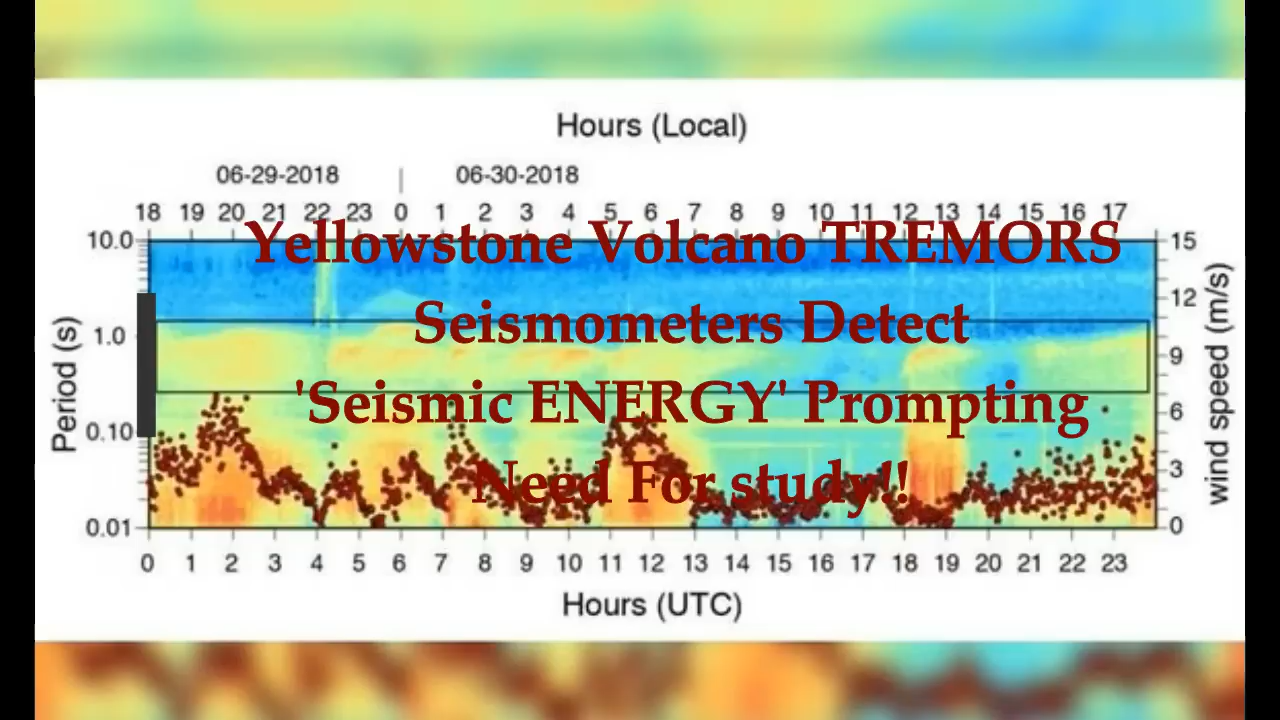 Hours (Local)
06-29-2018 | 06-30-2018
18 19 20 21 22 23 0 1 2 3 4 5 6 7 8 9 10 11 12 13 14 15 16 17
Yellowstone Volcano TREMORS
Seismometers Detect
'Seismic ENERGY' Prompting
Need For study!!
Period (s)
10.0
1.0
0.10
0.01
15
12
9
6
3
0
wind speed (m/s)
0 1 2 3 4 5 6 7 8 9 10 11 12 13 14 15 16 17 18 19 20 21 22 23
Hours (UTC)